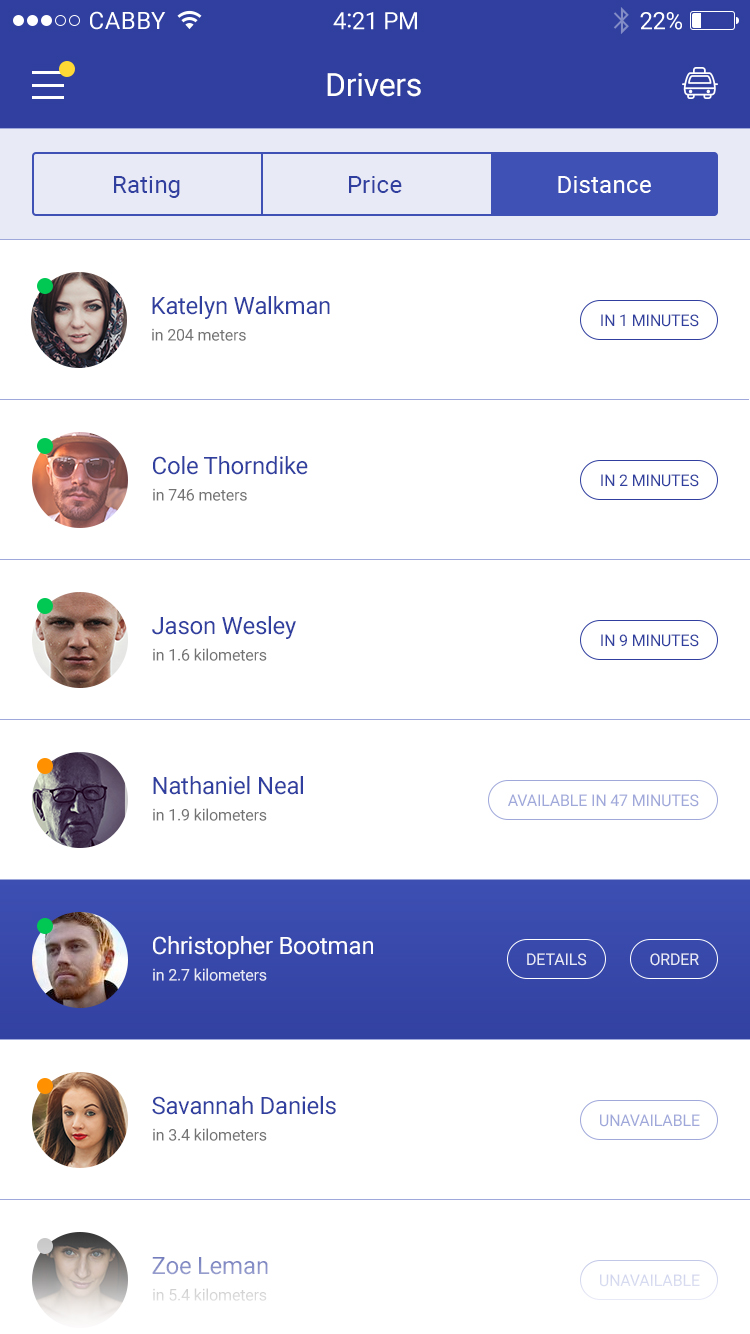 CABBY 4:21 PM 22%
Drivers
Rating Price Distance
Katelyn Walkman
in 204 meters
IN 1 MINUTES
Cole Thorndike
in 746 meters
IN 2 MINUTES
Jason Wesley
in 1.6 kilometers
IN 9 MINUTES
Nathaniel Neal
in 1.9 kilometers
AVAILABLE IN 47 MINUTES
Christopher Bootman
in 2.7 kilometers
DETAILS ORDER
Savannah Daniels
in 3.4 kilometers
UNAVAILABLE
Zoe Leman
in 5.4 kilometers
UNAVAILABLE